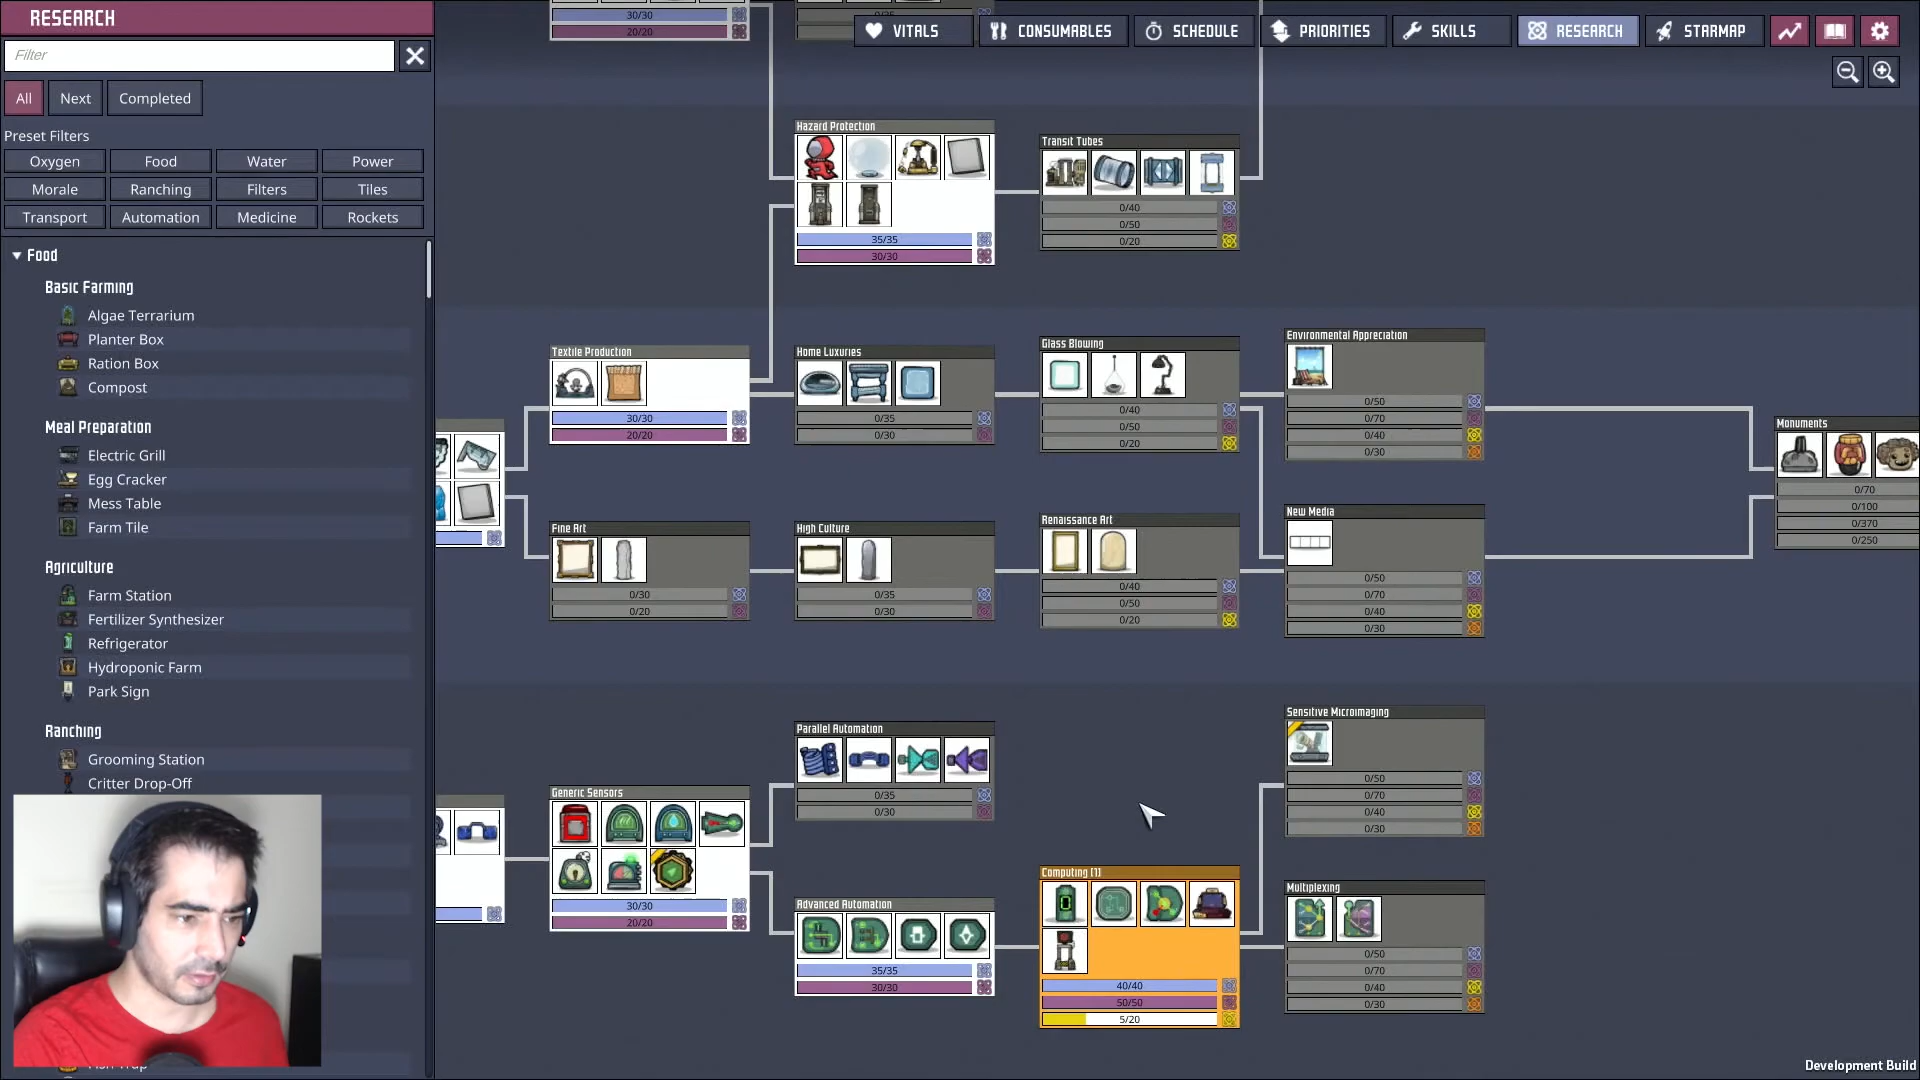 RESEARCH
Filter
All
Next
Completed
Preset Filters
Oxygen
Food
Water
Power
Morale
Ranching
Filters
Tiles
Transport
Automation
Medicine
Rockets
Food
Basic Farming
Algae Terrarium
Planter Box
Ration Box
Compost
Meal Preparation
Electric Grill
Egg Cracker
Mess Table
Farm Tile
Agriculture
Farm Station
Fertilizer Synthesizer
Refrigerator
Hydroponic Farm
Park Sign
Ranching
Grooming Station
Critter Drop-Off
VITALS
CONSUMABLES
SCHEDULE
PRIORITIES
SKILLS
RESEARCH
STARMAP
30/30
20/20
Hazard Protection
35/35
30/30
Transit Tubes
0/40
0/50
0/20
Textile Production
30/30
20/20
Home Luxuries
0/35
0/30
Glass Blowing
0/40
0/50
0/20
Environmental Appreciation
0/50
0/70
0/40
0/30
Monuments
0/70
0/100
0/370
0/250
Fine Art
0/30
0/20
High Culture
0/35
0/30
Renaissance Art
0/40
0/50
0/20
New Media
0/50
0/70
0/40
0/30
Parallel Automation
0/35
0/30
Sensitive Microimaging
0/50
0/70
0/40
0/30
Generic Sensors
30/30
20/20
Advanced Automation
35/35
30/30
Computing [1]
40/40
50/50
5/20
Multiplexing
0/50
0/70
0/40
0/30
Development Build